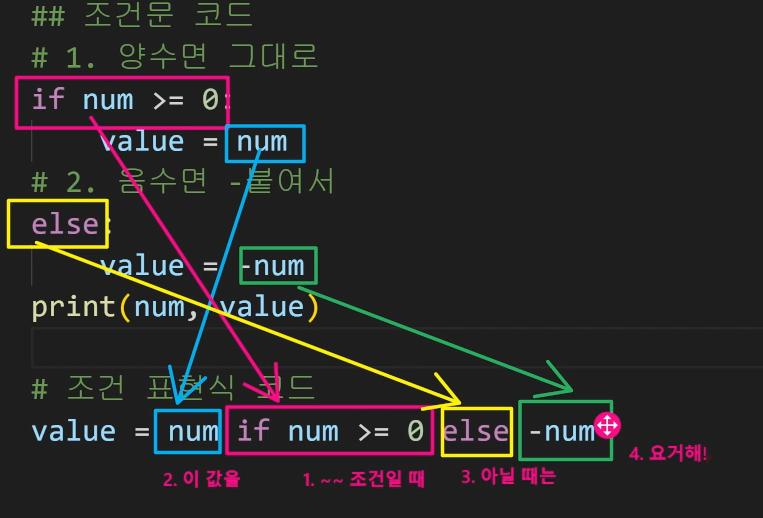 ## 조건문 코드
# 1. 양수면 그대로
if num >= 0:
value = num
# 2. 음수면 -붙여서
else:
value = -num
print(num, value)
# 조건 표현식 코드
value = num if num >= 0 else -num
2. 이 값을 1. ~~ 조건일 때 3. 아닐 때는 4. 요거해!